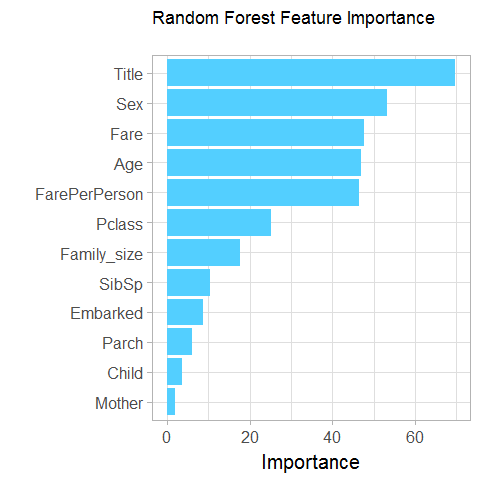 Random Forest Feature Importance
Title
Sex
Fare
Age
FarePerPerson
Pclass
Family_size
SibSp
Embarked
Parch
Child
Mother
0 20 40 60
Importance